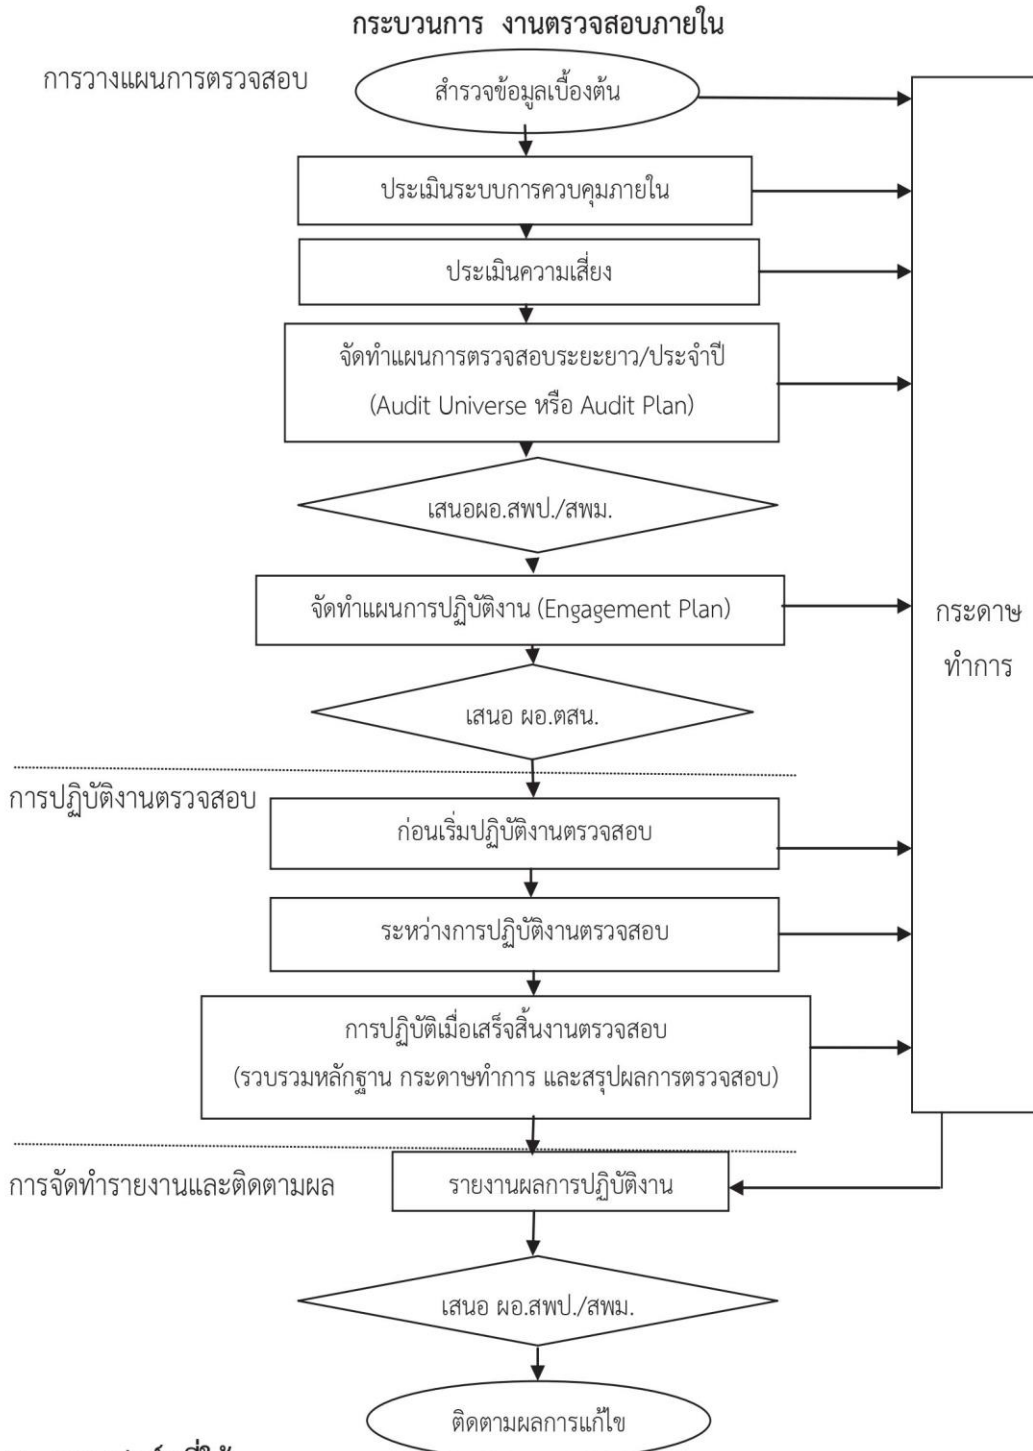 กระบวนการ งานตรวจสอบภายใน
การวางแผนการตรวจสอบ
สำรวจข้อมูลเบื้องต้น
ประเมินระบบการควบคุมภายใน
ประเมินความเสี่ยง
จัดทำแผนการตรวจสอบระยะยาว/ประจำปี
(Audit Universe หรือ Audit Plan)
เสนอผอ.สพป./สพม.
จัดทำแผนการปฏิบัติงาน (Engagement Plan)
กระดาษ
ทำการ
เสนอ ผอ.ตสน.
การปฏิบัติงานตรวจสอบ
ก่อนเริ่มปฏิบัติงานตรวจสอบ
ระหว่างการปฏิบัติงานตรวจสอบ
การปฏิบัติเมื่อเสร็จสิ้นงานตรวจสอบ
(รวบรวมหลักฐาน กระดาษทำการ และสรุปผลการตรวจสอบ)
การจัดทำรายงานและติดตามผล
รายงานผลการปฏิบัติงาน
เสนอ ผอ.สพป./สพม.
ติดตามผลการแก้ไข